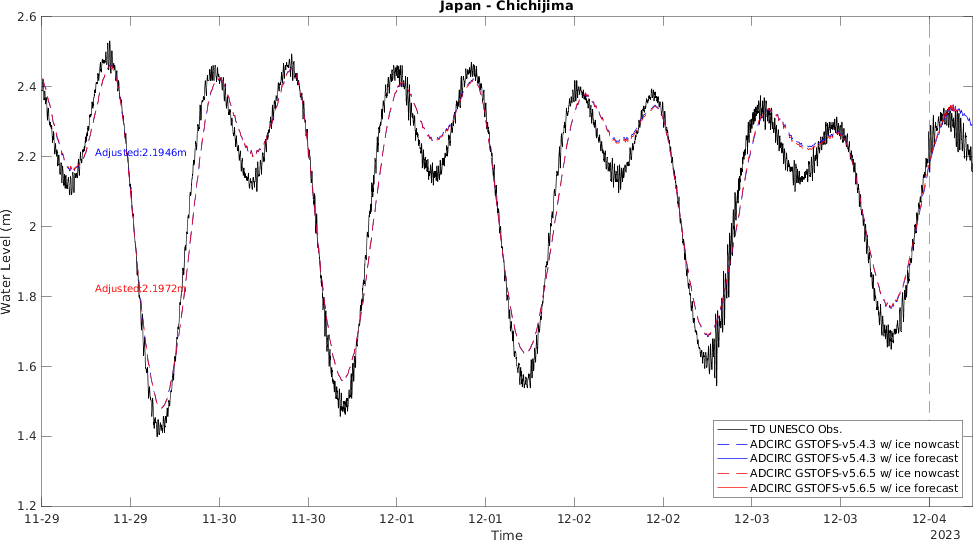 Japan - Chichijima
2.6
2.4
2.2
2
1.8
1.6
1.4
1.2
Water Level (m)
Adjusted:2.1946m
Adjusted:2.1972m
TD UNESCO Obs.
ADCIRC GSTOFS-v5.4.3 w/ ice nowcast
ADCIRC GSTOFS-v5.4.3 w/ ice forecast
ADCIRC GSTOFS-v5.6.5 w/ ice nowcast
ADCIRC GSTOFS-v5.6.5 w/ ice forecast
11-29 11-29 11-30 11-30 12-01 12-01 12-02 12-02 12-03 12-03 12-04
Time
2023